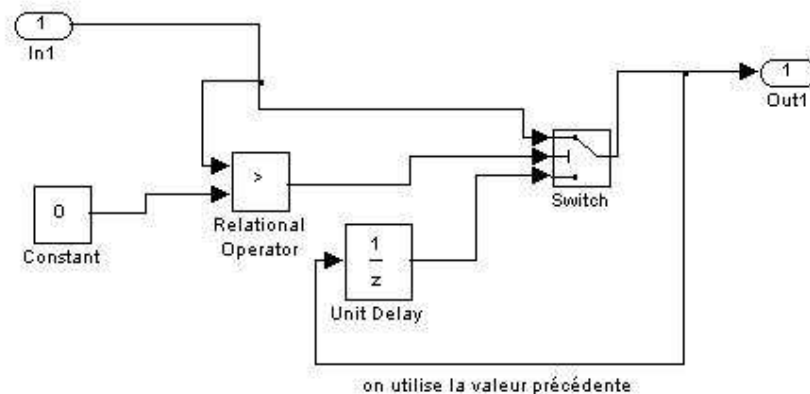 1
In1
1
Out1
>
Relational
Operator
0
Constant
Switch
1
z
Unit Delay
on utilise la valeur précédente